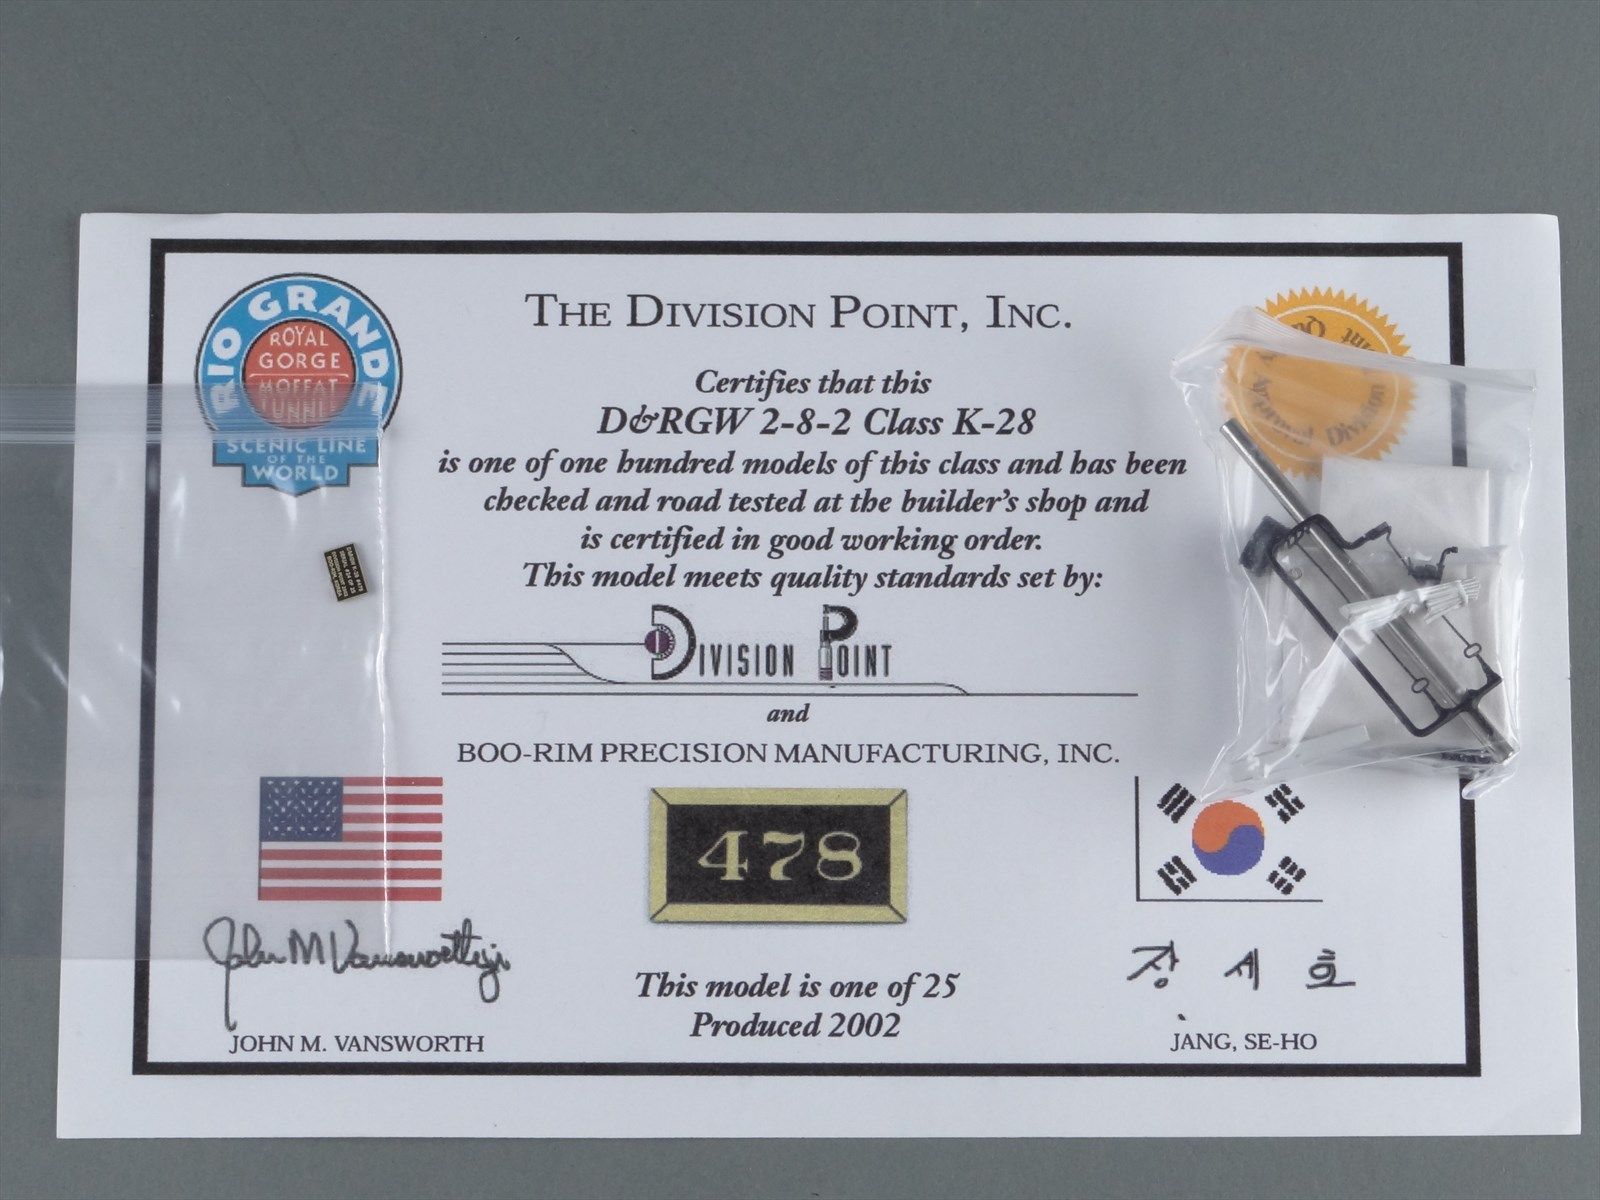 RIO GRANDE
ROYAL
GORGE
MOFFAT
TUNNEL
SCENIC LINE
OF THE
WORLD
THE DIVISION POINT, INC.
Certifies that this
D&RGW 2-8-2 Class K-28
is one of one hundred models of this class and has been
checked and road tested at the builder's shop and
is certified in good working order.
This model meets quality standards set by:
DIVISION POINT
and
BOO-RIM PRECISION MANUFACTURING, INC.
478
This model is one of 25
Produced 2002
John M Vansworth
JOHN M. VANSWORTH
장 세 호
JANG, SE-HO
Division